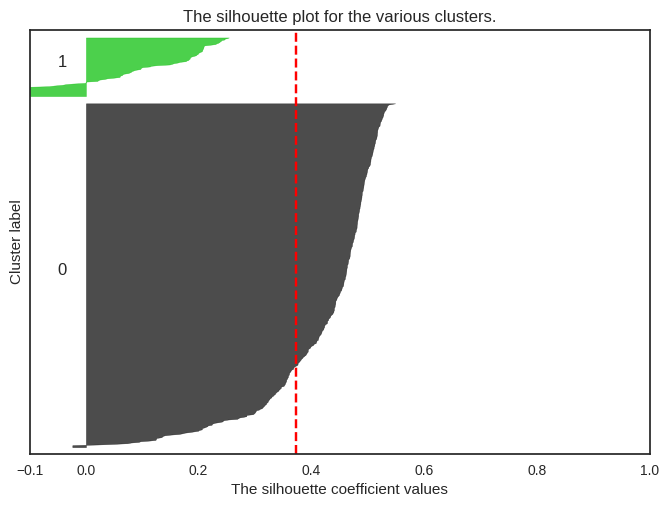 The silhouette plot for the various clusters.
1
0
Cluster label
−0.1 0.0 0.2 0.4 0.6 0.8 1.0
The silhouette coefficient values